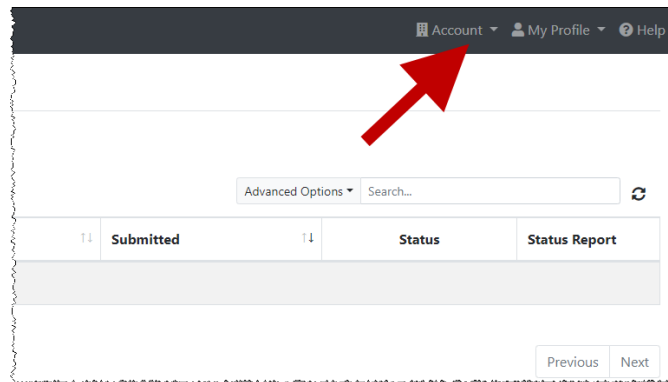 Account My Profile Help
Advanced Options Search...
Submitted Status Status Report
Previous Next